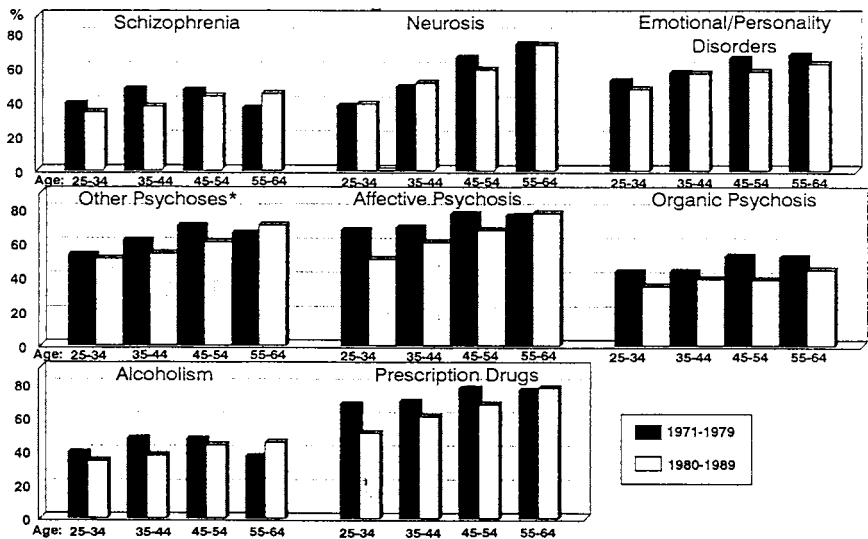 %
80
60
40
20
0
Schizophrenia
Neurosis
Emotional/Personality
Disorders
Age: 25-34 35-44 45-54 55-64
25-34 35-44 45-54 55-64
25-34 35-44 45-54 55-64
80
60
40
20
0
Other Psychoses*
Affective Psychosis
Organic Psychosis
Age: 25-34 35-44 45-54 55-64
25-34 35-44 45-54 55-64
25-34 35-44 45-54 55-64
80
60
40
20
0
Alcoholism
Prescription Drugs
Age: 25-34 35-44 45-54 55-64
25-34 35-44 45-54 55-64
1971-1979
1980-1989